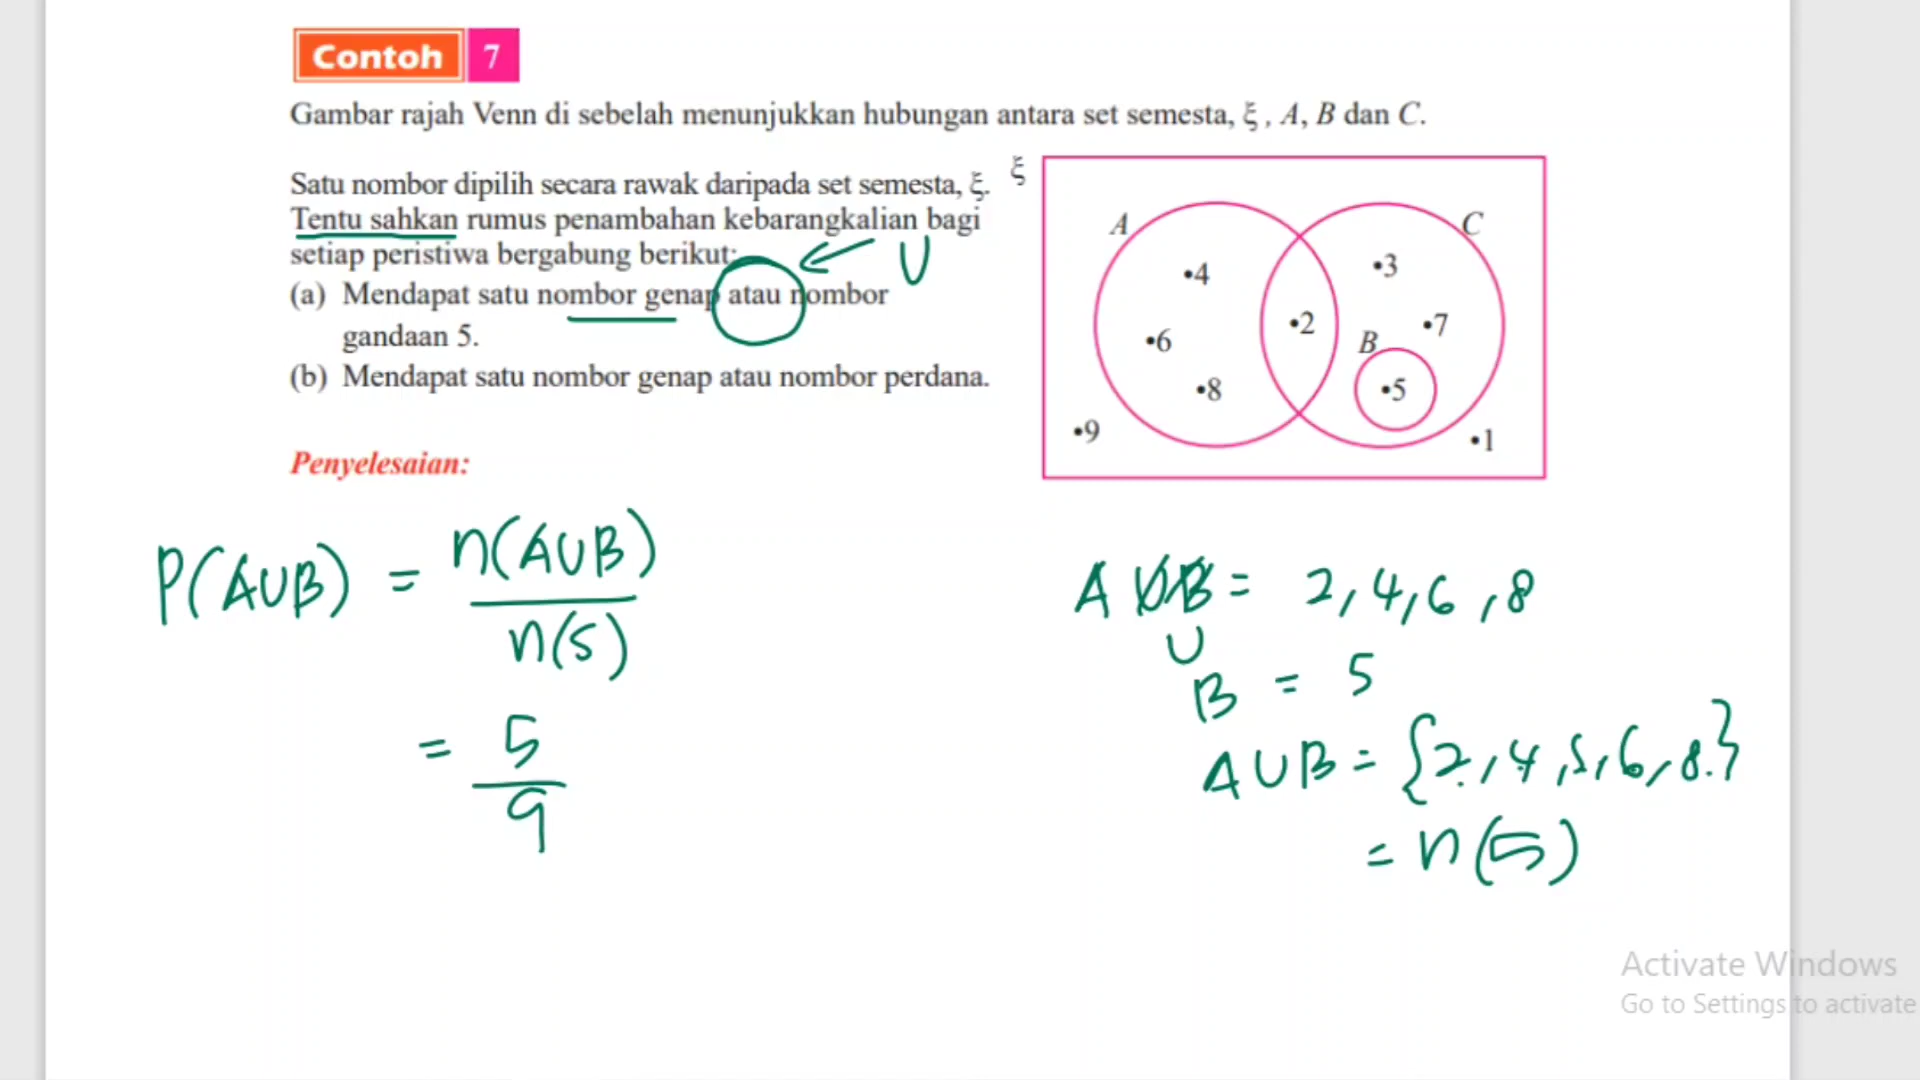 Contoh 7
Gambar rajah Venn di sebelah menunjukkan hubungan antara set semesta, ξ , A, B dan C.
Satu nombor dipilih secara rawak daripada set semesta, ξ.
Tentu sahkan rumus penambahan kebarangkalian bagi
setiap peristiwa bergabung berikut:
U
(a) Mendapat satu nombor genap atau nombor
gandaan 5.
(b) Mendapat satu nombor genap atau nombor perdana.
ξ
A
C
•4
•3
•2
•7
•6
B
•8
•5
•9
•1
Penyelesaian:
P(A∪B) = n(A∪B)
n(S)
= 5
9
A ∪B = 2, 4, 6, 8
∪
B = 5
A ∪ B = {2, 4, 5, 6, 8.}
= n(5)
Activate Windows
Go to Settings to activate